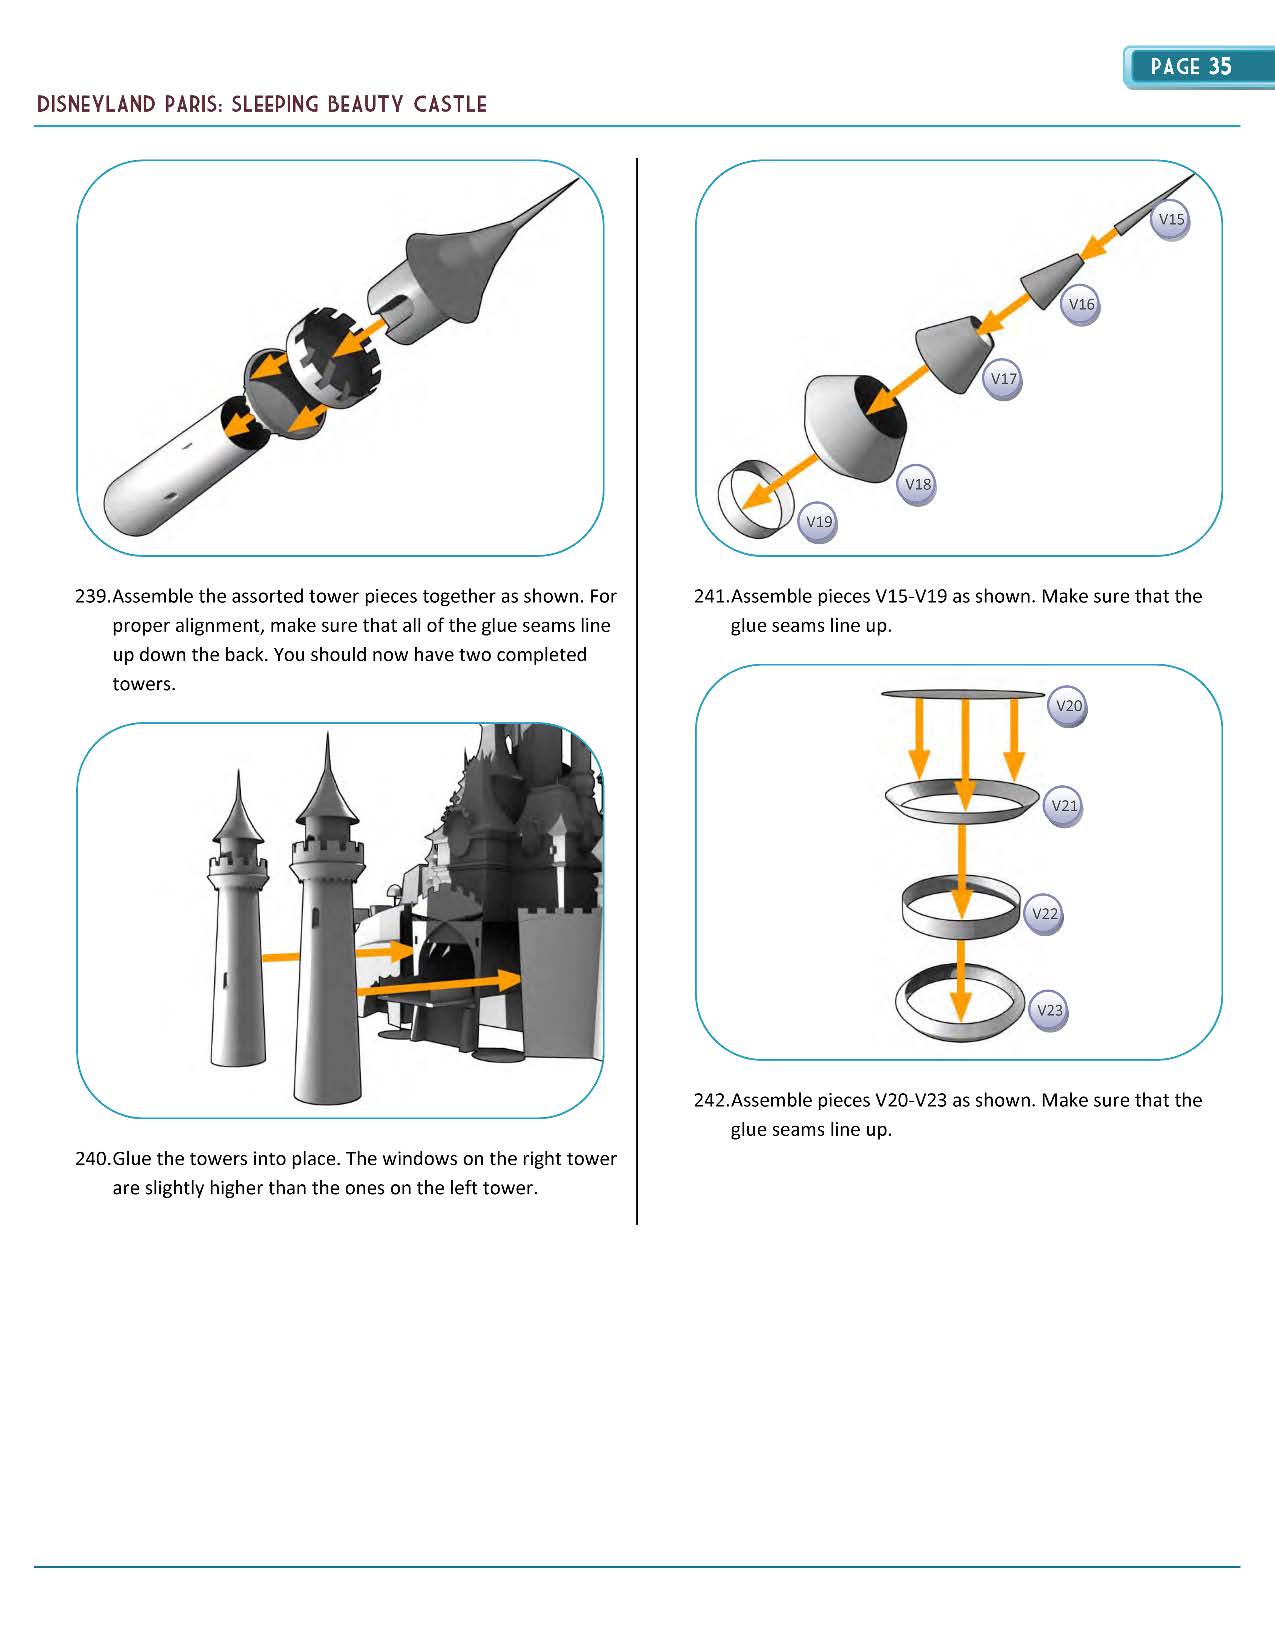 PAGE 35
DISNEYLAND PARIS: SLEEPING BEAUTY CASTLE
239.Assemble the assorted tower pieces together as shown. For
proper alignment, make sure that all of the glue seams line
up down the back. You should now have two completed
towers.
240.Glue the towers into place. The windows on the right tower
are slightly higher than the ones on the left tower.
V15
V16
V17
V18
V19
241.Assemble pieces V15-V19 as shown. Make sure that the
glue seams line up.
V20
V21
V22
V23
242.Assemble pieces V20-V23 as shown. Make sure that the
glue seams line up.